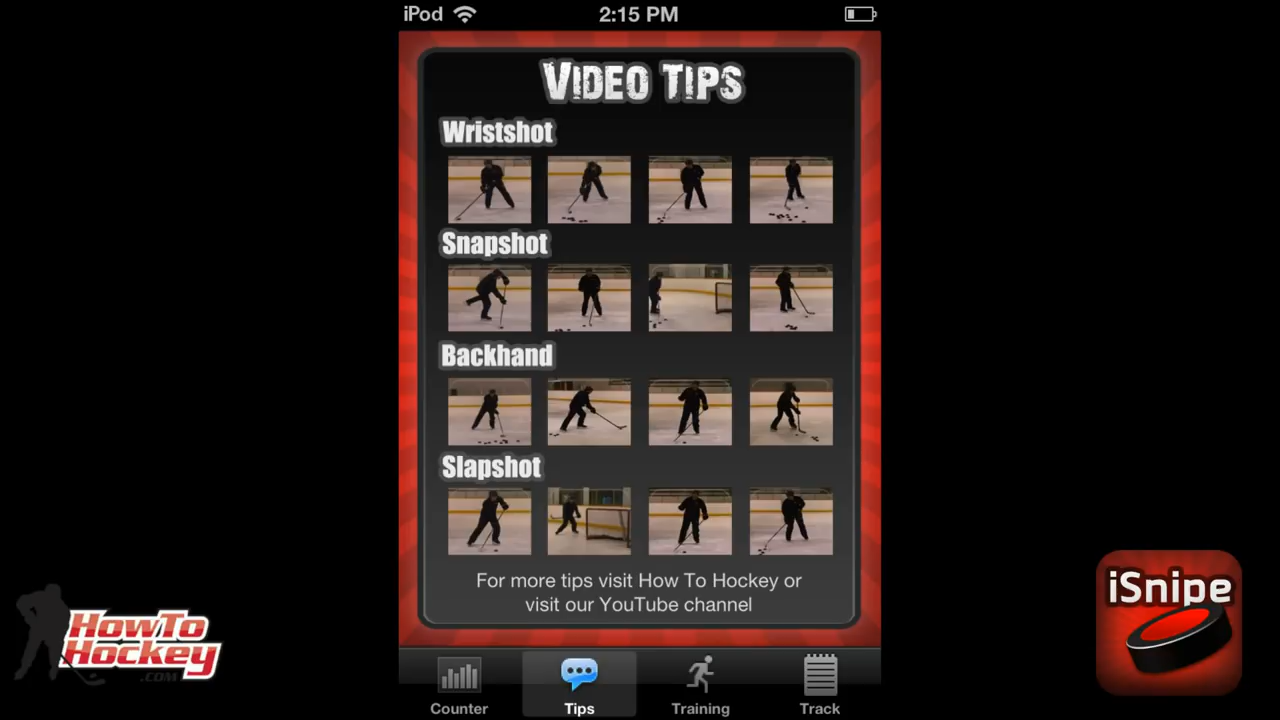 iPod 2:15 PM
VIDEO TIPS
Wristshot
Snapshot
Backhand
Slapshot
For more tips visit How To Hockey or
visit our YouTube channel
HowTo
Hockey
.COM
iSnipe
Counter Tips Training Track